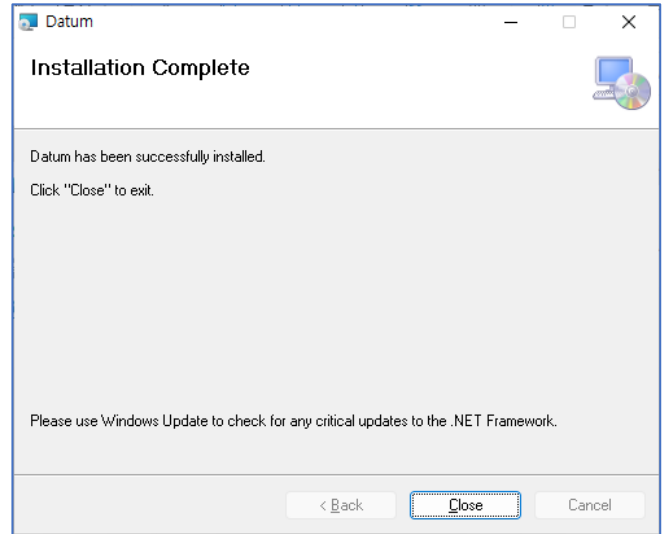 Datum
Installation Complete
Datum has been successfully installed.
Click "Close" to exit.
Please use Windows Update to check for any critical updates to the .NET Framework.
< Back
Close
Cancel